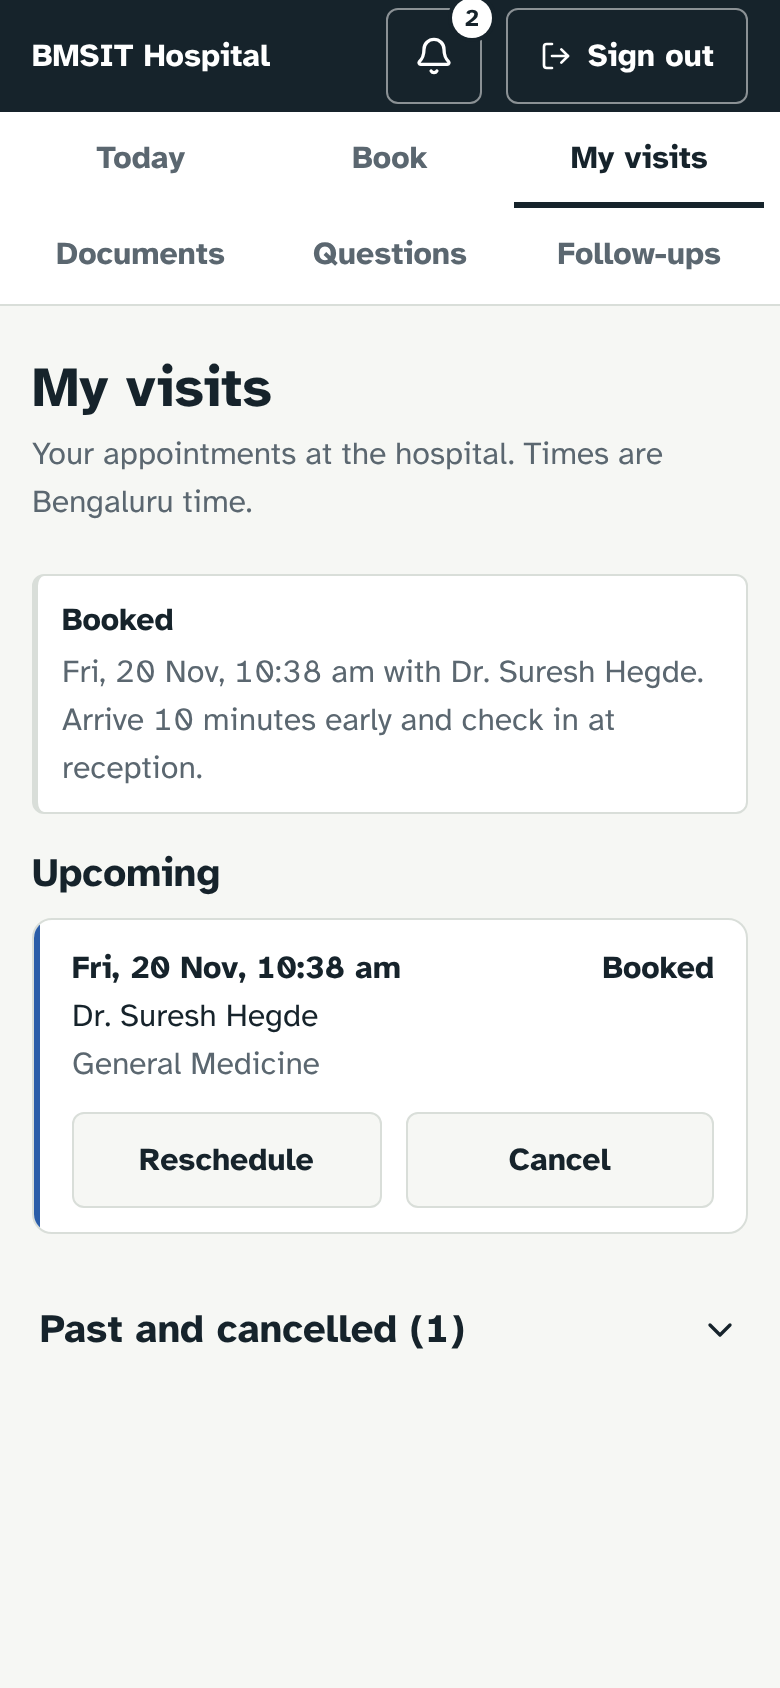 BMSIT Hospital
2
Sign out
Today
Book
My visits
Documents
Questions
Follow-ups
My visits
Your appointments at the hospital. Times are
Bengaluru time.
Booked
Fri, 20 Nov, 10:38 am with Dr. Suresh Hegde.
Arrive 10 minutes early and check in at
reception.
Upcoming
Fri, 20 Nov, 10:38 am
Booked
Dr. Suresh Hegde
General Medicine
Reschedule
Cancel
Past and cancelled (1)